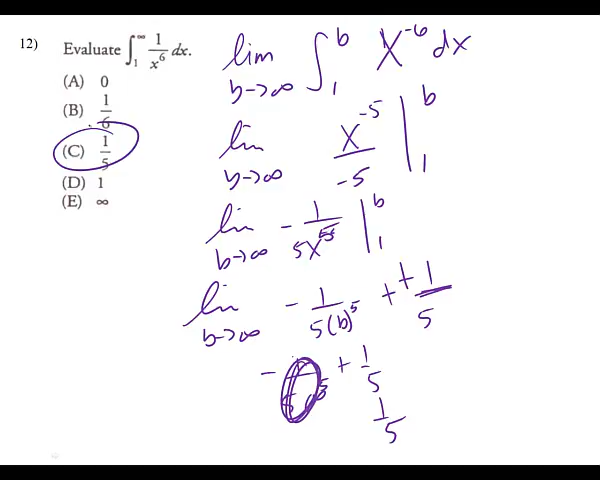 12) Evaluate ∫₁^∞ 1/x⁶ dx.
(A) 0
(B) 1/6
(C) 1/5
(D) 1
(E) ∞
lim b→∞ ∫₁^b x⁻⁶ dx
lim b→∞ x⁻⁵/-5 |₁^b
lim b→∞ - 1/5x⁵ |₁^b
lim b→∞ - 1/5(b)⁵ + + 1/5
- + 1/5
1/5